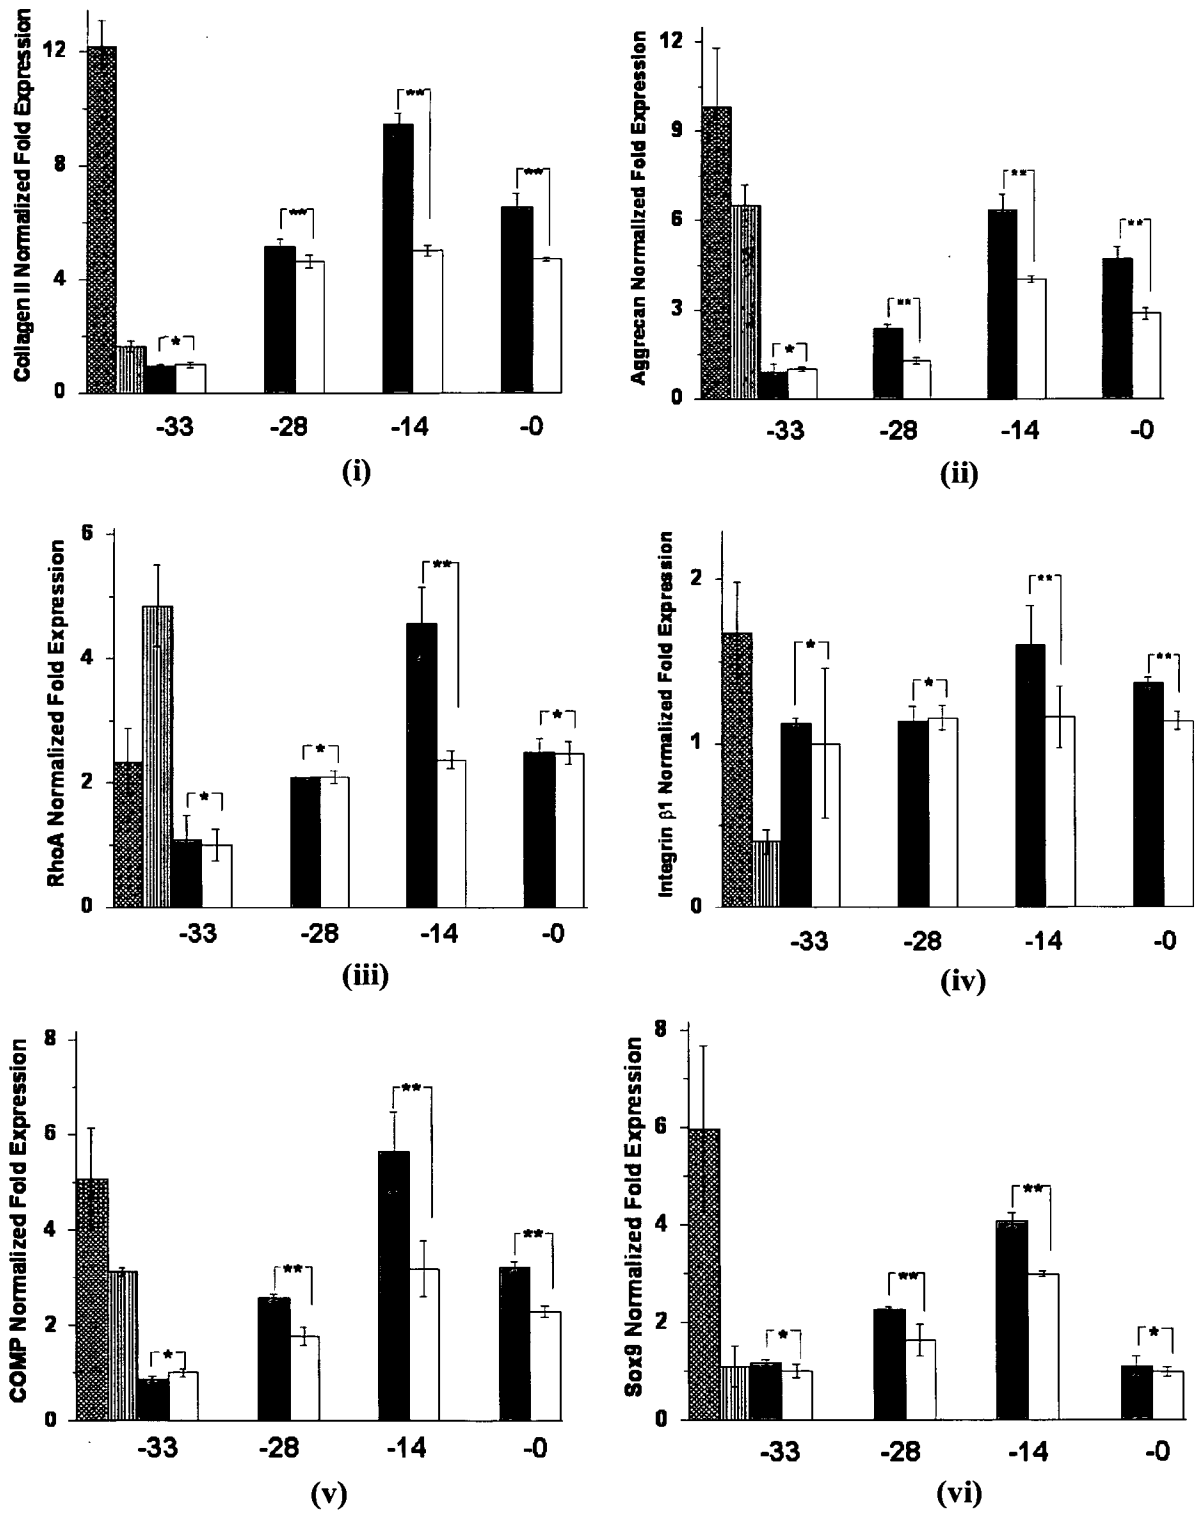 Collagen II Normalized Fold Expression
12
8
4
0
**
**
**
*
-33 -28 -14 -0
(i)
Aggrecan Normalized Fold Expression
12
9
6
3
0
**
**
**
*
-33 -28 -14 -0
(ii)
RhoA Normalized Fold Expression
6
4
2
0
**
*
*
*
-33 -28 -14 -0
(iii)
Integrin β1 Normalized Fold Expression
2
1
0
**
*
**
*
-33 -28 -14 -0
(iv)
COMP Normalized Fold Expression
8
6
4
2
0
**
**
**
*
-33 -28 -14 -0
(v)
Sox9 Normalized Fold Expression
8
6
4
2
0
**
**
*
*
-33 -28 -14 -0
(vi)